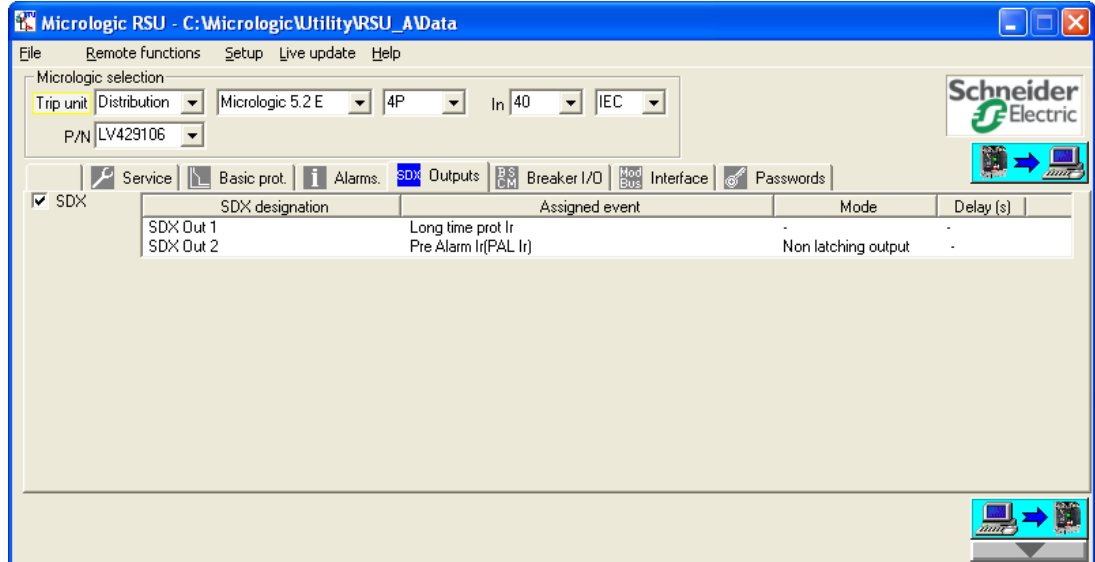 Micrologic RSU - C:\Micrologic\Utility\RSU_A\Data
File Remote functions Setup Live update Help
Micrologic selection
Trip unit Distribution Micrologic 5.2 E 4P In 40 IEC
Schneider Electric
P/N LV429106
Service Basic prot. i Alarms. SDX Outputs BSCM Breaker I/O Mod Bus Interface Passwords
SDX SDX designation Assigned event Mode Delay (s)
SDX Out 1 Long time prot Ir - -
SDX Out 2 Pre Alarm Ir(PAL Ir) Non latching output -